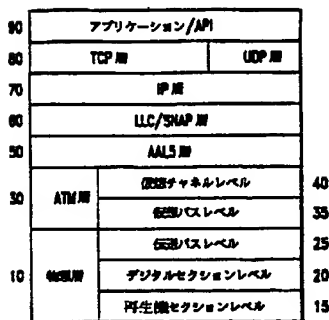 90 アプリケーション/API
80 TCP層 UDP層
70 IP層
60 LLC/SNAP層
50 AAL5層
30 ATM層 仮想チャネルレベル 40
仮想パスレベル 35
伝送パスレベル 25
10 物理層 デジタルセクションレベル 20
再生機セクションレベル 15